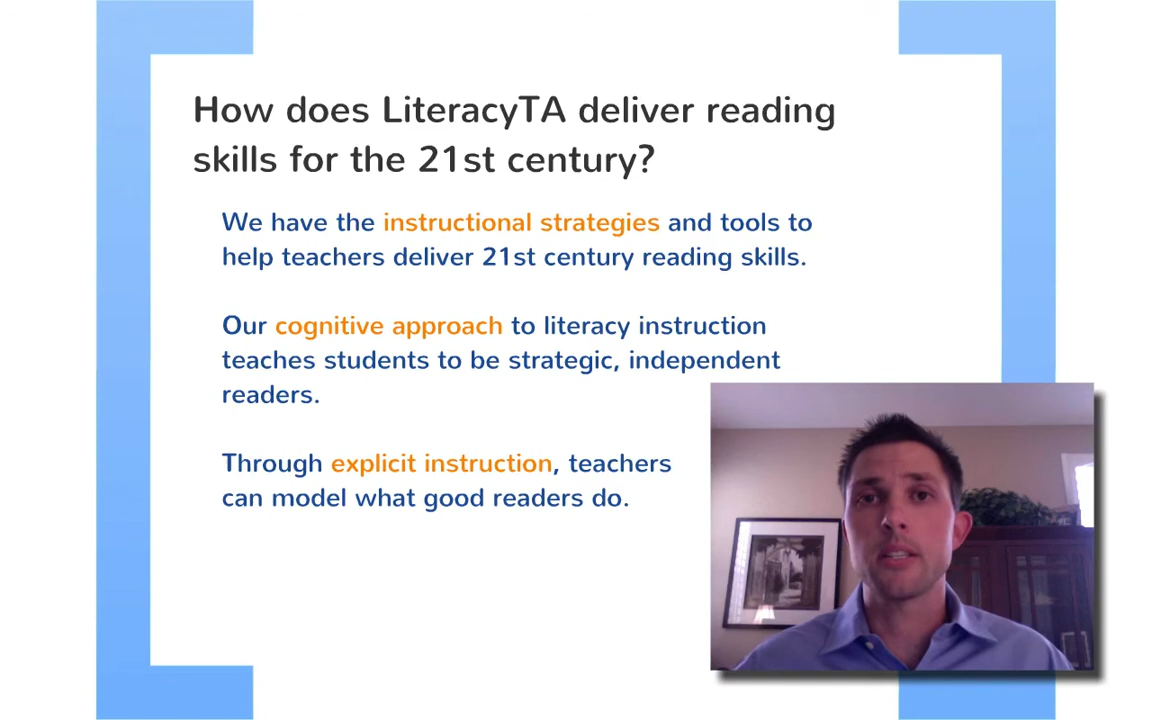 How does LiteracyTA deliver reading
skills for the 21st century?
We have the instructional strategies and tools to
help teachers deliver 21st century reading skills.
Our cognitive approach to literacy instruction
teaches students to be strategic, independent
readers.
Through explicit instruction, teachers
can model what good readers do.